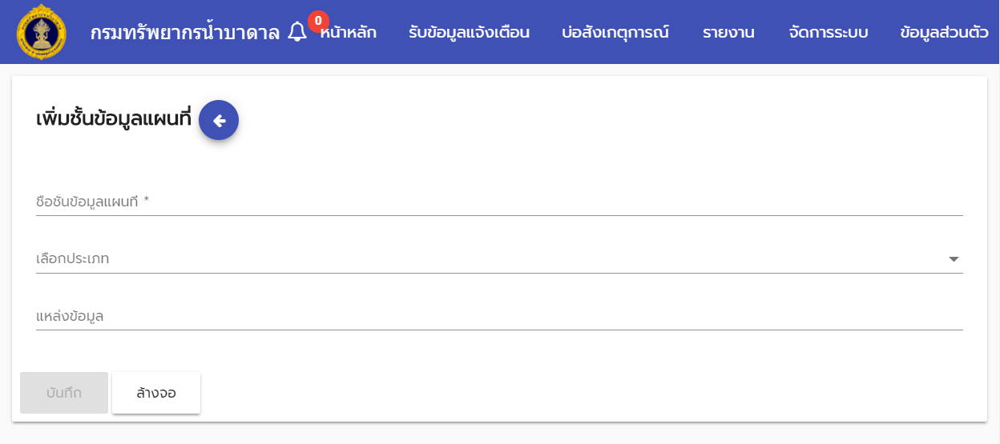 กรมทรัพยากรน้ำบาดาล 0 หน้าหลัก รับข้อมูลแจ้งเตือน บ่อสังเกตุการณ์ รายงาน จัดการระบบ ข้อมูลส่วนตัว
เพิ่มชั้นข้อมูลแผนที่
ชื่อชั้นข้อมูลแผนที่ *
เลือกประเภท
แหล่งข้อมูล
บันทึก ล้างจอ